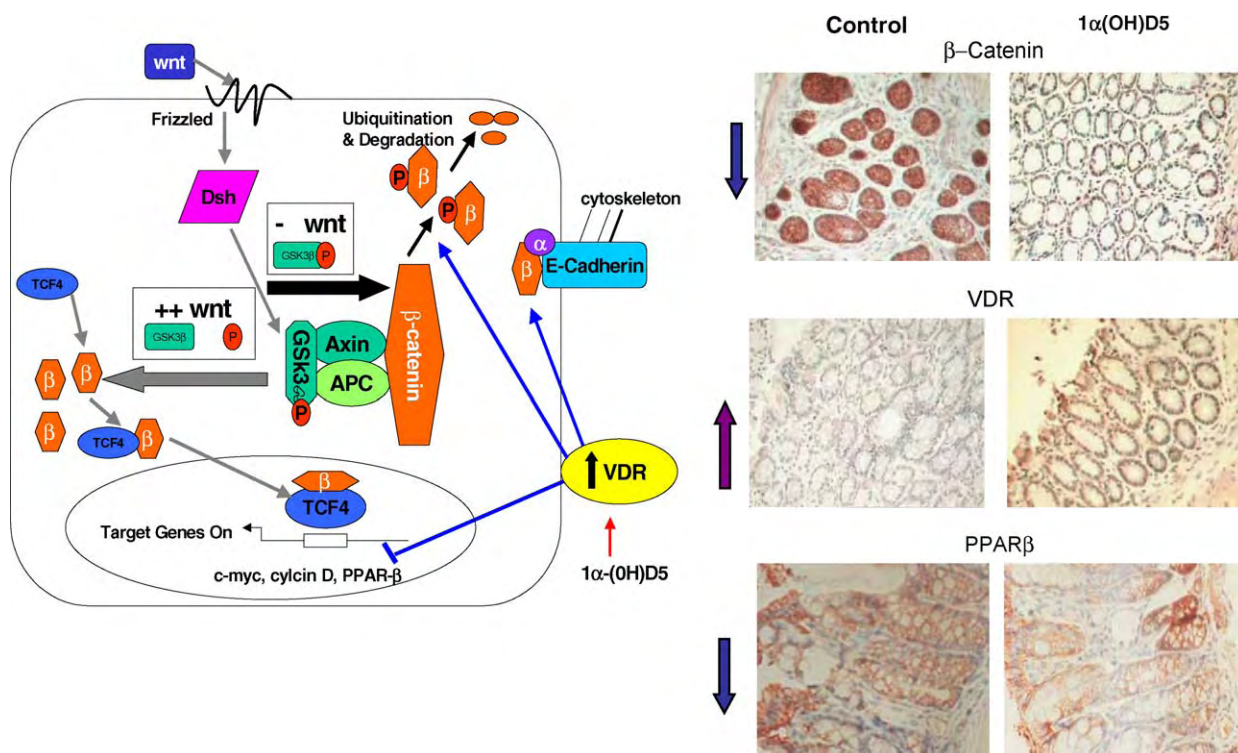 wnt
Frizzled
Dsh
Ubiquitination
& Degradation
P
β
P
β
- wnt
GSK3β
P
cytoskeleton
α
β
E-Cadherin
TCF4
++ wnt
GSK3β
P
GSk3β
P
Axin
APC
β-catenin
β
β
β
TCF4
β
β
TCF4
Target Genes On
c-myc, cylcin D, PPAR-β
VDR
1α-(0H)D5
Control
1α(OH)D5
β–Catenin
VDR
PPARβ